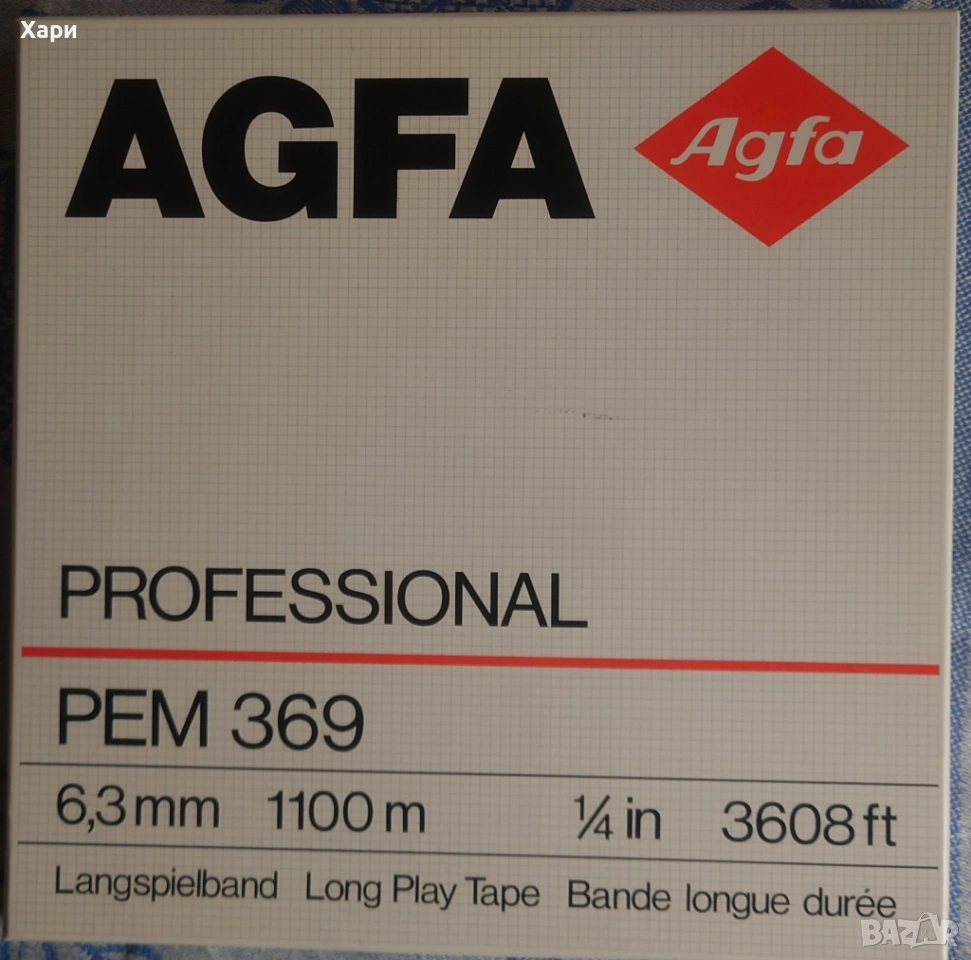 Хари
AGFA
Agfa
PROFESSIONAL
PEM 369
6,3 mm 1100 m ¼ in 3608 ft
Langspielband Long Play Tape Bande longue durée
BAZAR